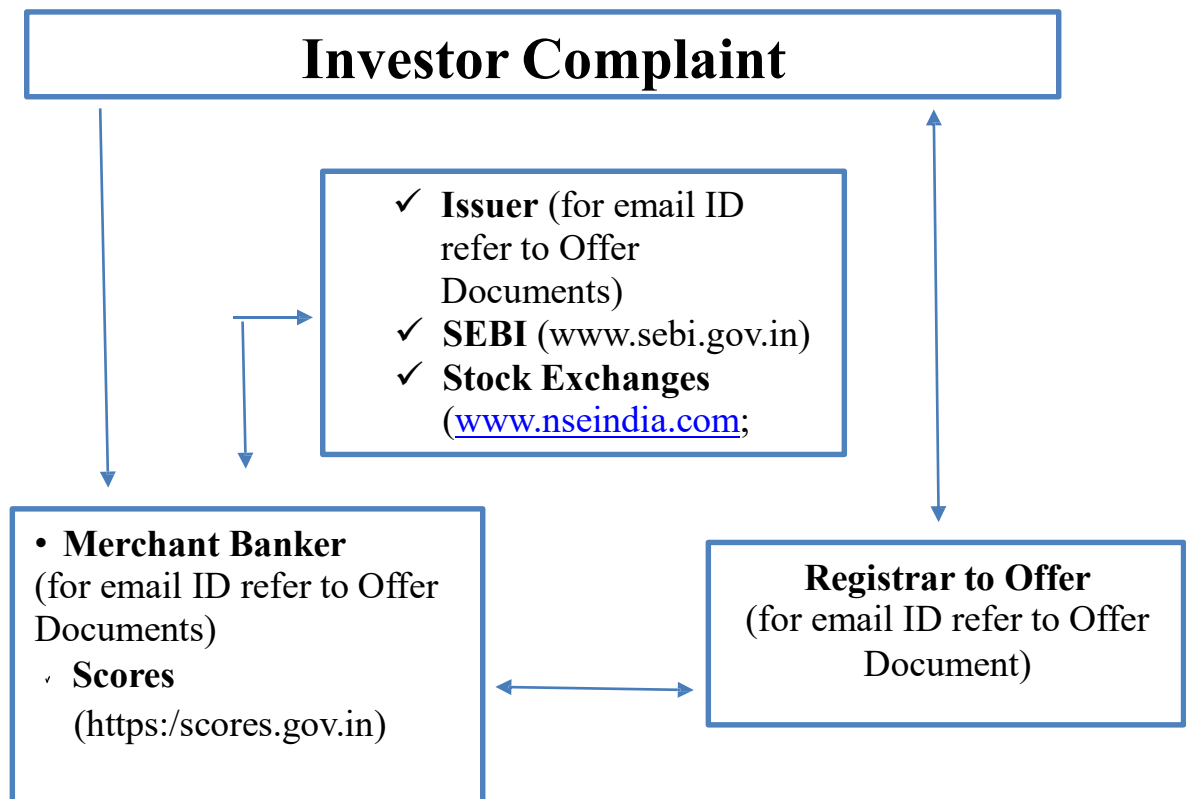 Investor Complaint
✓ Issuer (for email ID
refer to Offer
Documents)
✓ SEBI (www.sebi.gov.in)
✓ Stock Exchanges
(www.nseindia.com;
• Merchant Banker
(for email ID refer to Offer
Documents)
✓ Scores
(https:/scores.gov.in)
Registrar to Offer
(for email ID refer to Offer
Document)